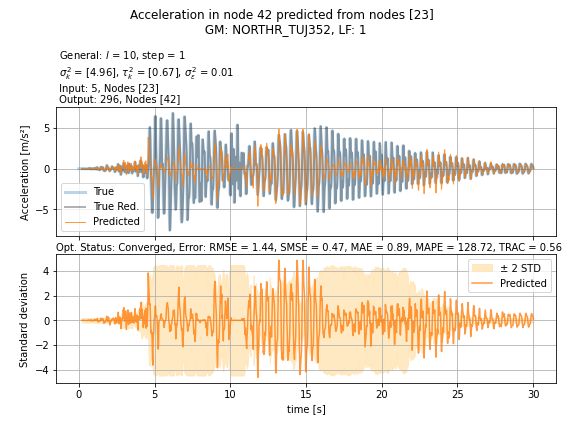 Acceleration in node 42 predicted from nodes [23]
GM: NORTHR_TUJ352, LF: 1
General: l = 10, step = 1
σ²ₖ = [4.96], τ²ₖ = [0.67], σ²ε = 0.01
Input: 5, Nodes [23]
Output: 296, Nodes [42]
Acceleration [m/s²]
5
0
−5
True
True Red.
Predicted
Opt. Status: Converged, Error: RMSE = 1.44, SMSE = 0.47, MAE = 0.89, MAPE = 128.72, TRAC = 0.56
Standard deviation
4
2
0
−2
−4
± 2 STD
Predicted
0 5 10 15 20 25 30
time [s]